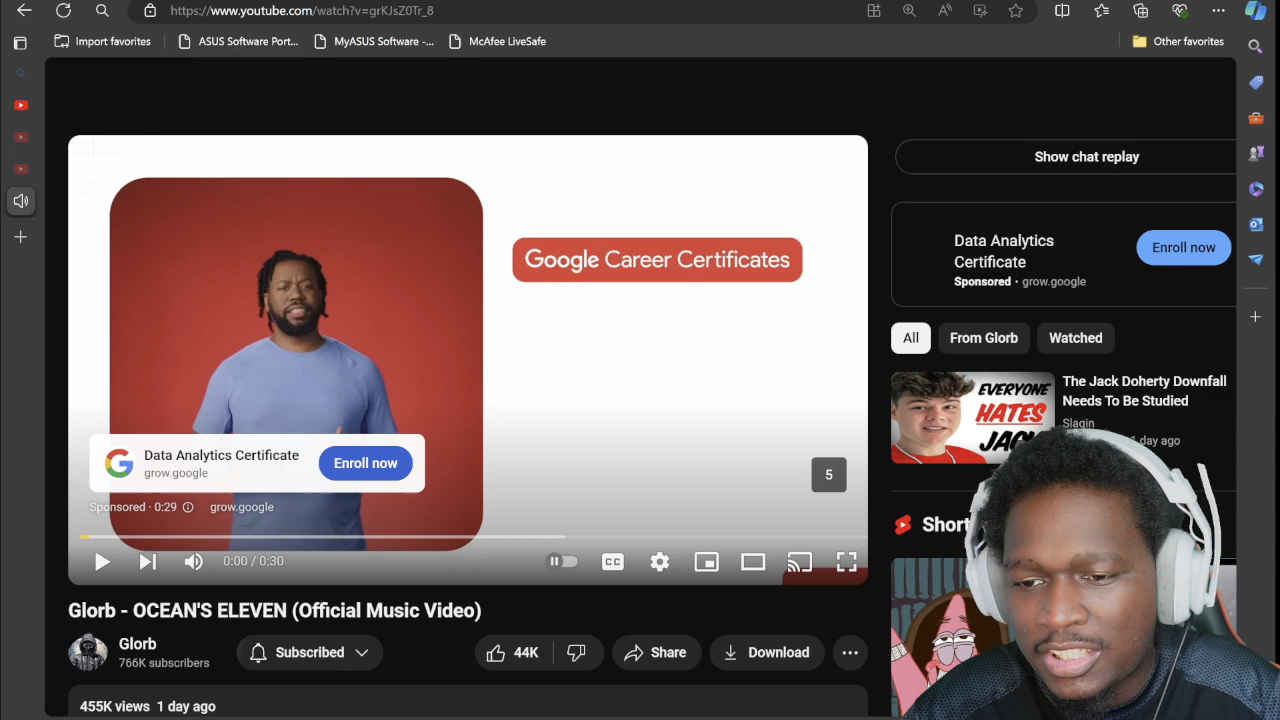 https://www.youtube.com/watch?v=grKJsZ0Tr_8
Import favorites
ASUS Software Port...
MyASUS Software -...
McAfee LiveSafe
Other favorites
Google Career Certificates
Data Analytics Certificate
grow.google
Enroll now
5
Sponsored · 0:29
grow.google
0:00 / 0:30
CC
Glorb - OCEAN'S ELEVEN (Official Music Video)
Glorb
766K subscribers
Subscribed
44K
Share
Download
455K views 1 day ago
Show chat replay
Data Analytics
Certificate
Sponsored · grow.google
Enroll now
All
From Glorb
Watched
EVERYONE
HATES
The Jack Doherty Downfall
Needs To Be Studied
Slagin
1 day ago